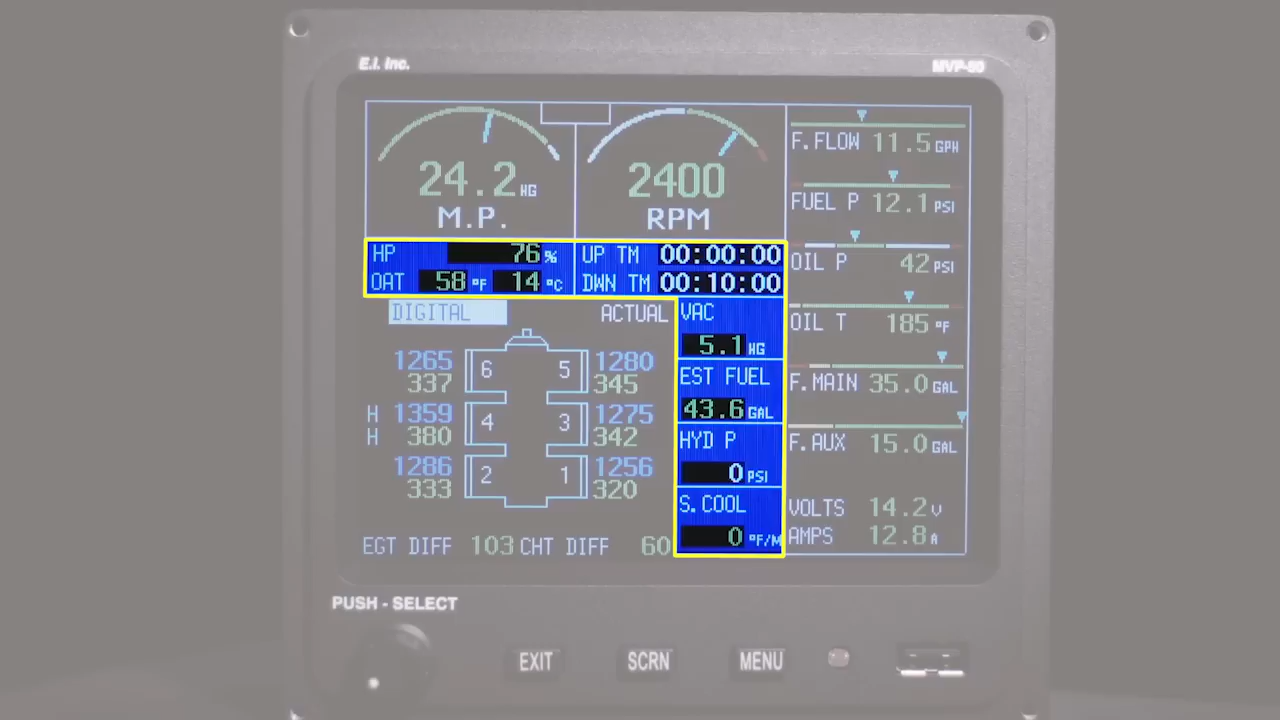 E.I. Inc. MVP-50
24.2 HG
M.P.
2400
RPM
F.FLOW 11.5 GPH
FUEL P 12.1 PSI
OIL P 42 PSI
OIL T 185 °F
F.MAIN 35.0 GAL
F.AUX 15.0 GAL
VOLTS 14.2 V
AMPS 12.8 A
HP 76 %
OAT 58 °F 14 °C
UP TM 00:00:00
DWN TM 00:10:00
VAC
5.1 HG
EST FUEL
43.6 GAL
HYD P
0 PSI
S.COOL
0 °F/M
DIGITAL ACTUAL
1265 6 5 1280
337 345
H 1359 4 3 1275
H 380 342
1286 2 1 1256
333 320
EGT DIFF 103 CHT DIFF 60
PUSH - SELECT
EXIT SCRN MENU